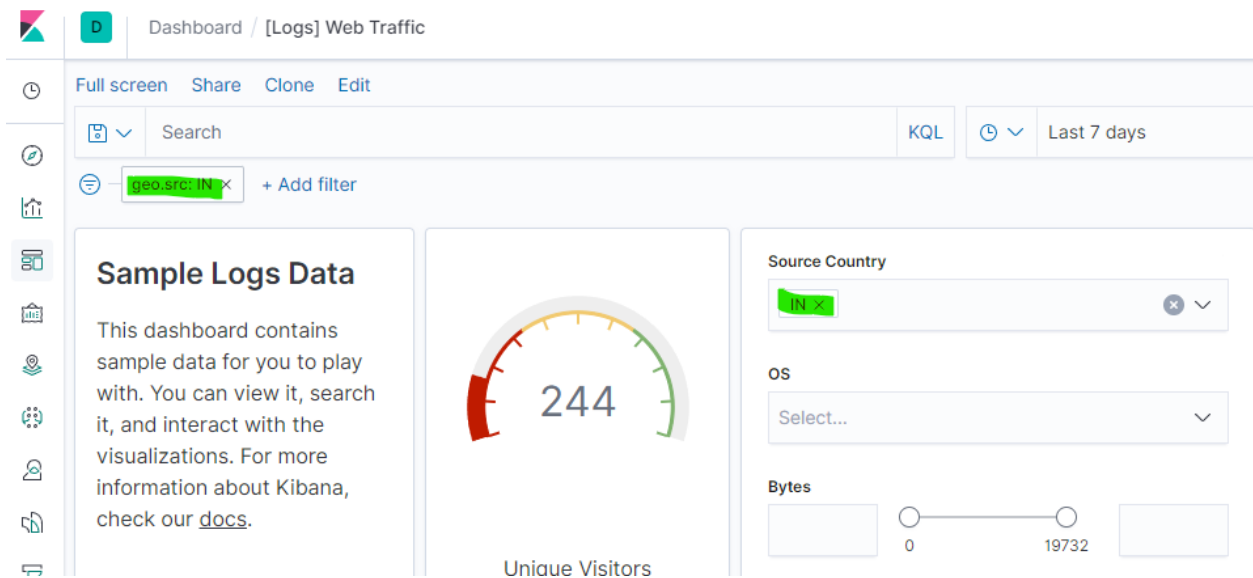 D Dashboard / [Logs] Web Traffic
Full screen Share Clone Edit
Search KQL Last 7 days
geo.src: IN × + Add filter
Sample Logs Data
This dashboard contains
sample data for you to play
with. You can view it, search
it, and interact with the
visualizations. For more
information about Kibana,
check our docs.
244
Unique Visitors
Source Country
IN ×
OS
Select...
Bytes
0 19732